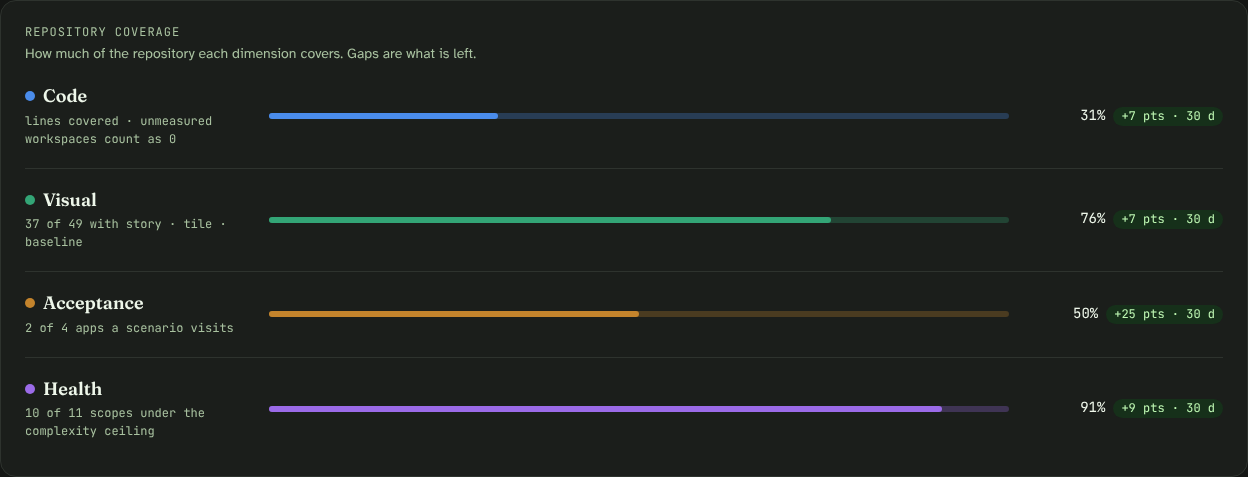 REPOSITORY COVERAGE
How much of the repository each dimension covers. Gaps are what is left.
Code
lines covered · unmeasured
workspaces count as 0
31% +7 pts · 30 d
Visual
37 of 49 with story · tile ·
baseline
76% +7 pts · 30 d
Acceptance
2 of 4 apps a scenario visits
50% +25 pts · 30 d
Health
10 of 11 scopes under the
complexity ceiling
91% +9 pts · 30 d